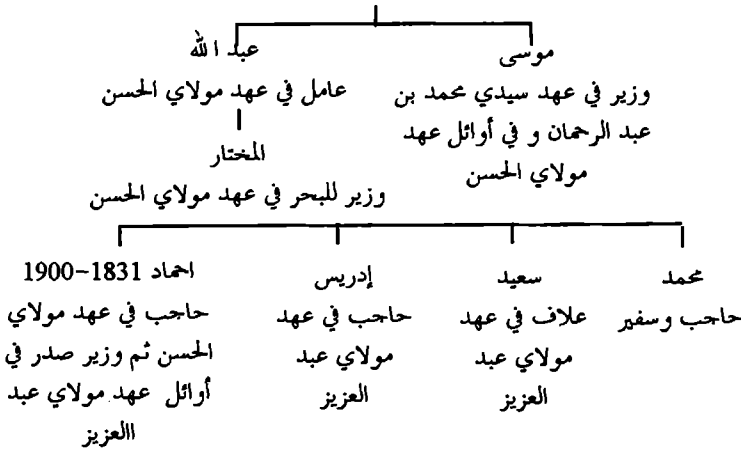 موسى
وزير في عهد سيدي محمد بن
عبد الرحمان و في أوائل عهد
مولاي الحسن
عبد الله
عامل في عهد مولاي الحسن
المختار
وزير للبحر في عهد مولاي الحسن
محمد
حاجب وسفير
سعيد
علاف في عهد
مولاي عبد
العزيز
إدريس
حاجب في عهد
مولاي عبد
العزيز
احماد 1831-1900
حاجب في عهد مولاي
الحسن ثم وزير صدر في
أوائل عهد مولاي عبد
االعزيز